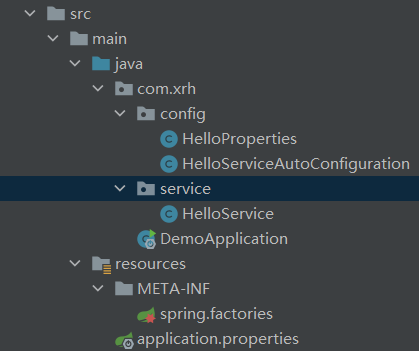 src
main
java
com.xrh
config
HelloProperties
HelloServiceAutoConfiguration
service
HelloService
DemoApplication
resources
META-INF
spring.factories
application.properties